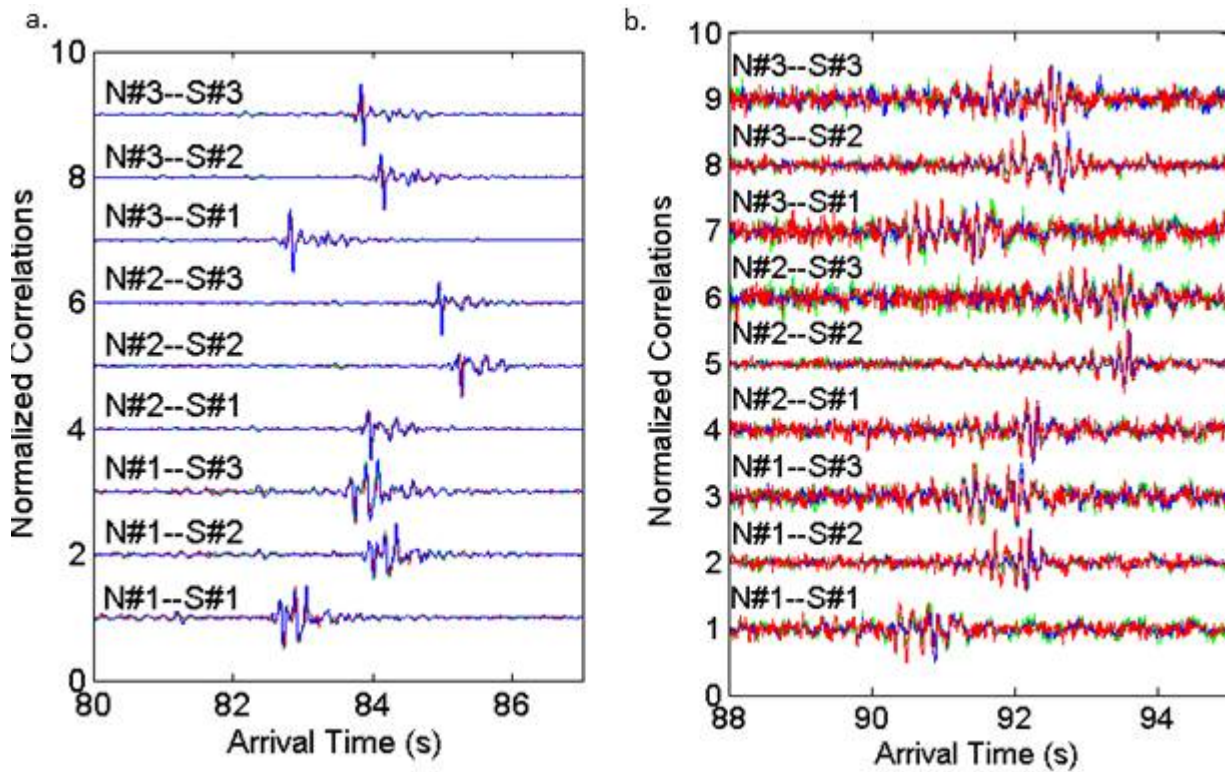 a.
10
N#3--S#3
N#3--S#2
8
N#3--S#1
N#2--S#3
6
N#2--S#2
N#2--S#1
4
N#1--S#3
N#1--S#2
2
N#1--S#1
0
80 82 84 86
Arrival Time (s)
Normalized Correlations
b.
10
N#3--S#3
9
N#3--S#2
8
N#3--S#1
7
N#2--S#3
6
N#2--S#2
5
N#2--S#1
4
N#1--S#3
3
N#1--S#2
2
N#1--S#1
1
0
88 90 92 94
Arrival Time (s)
Normalized Correlations